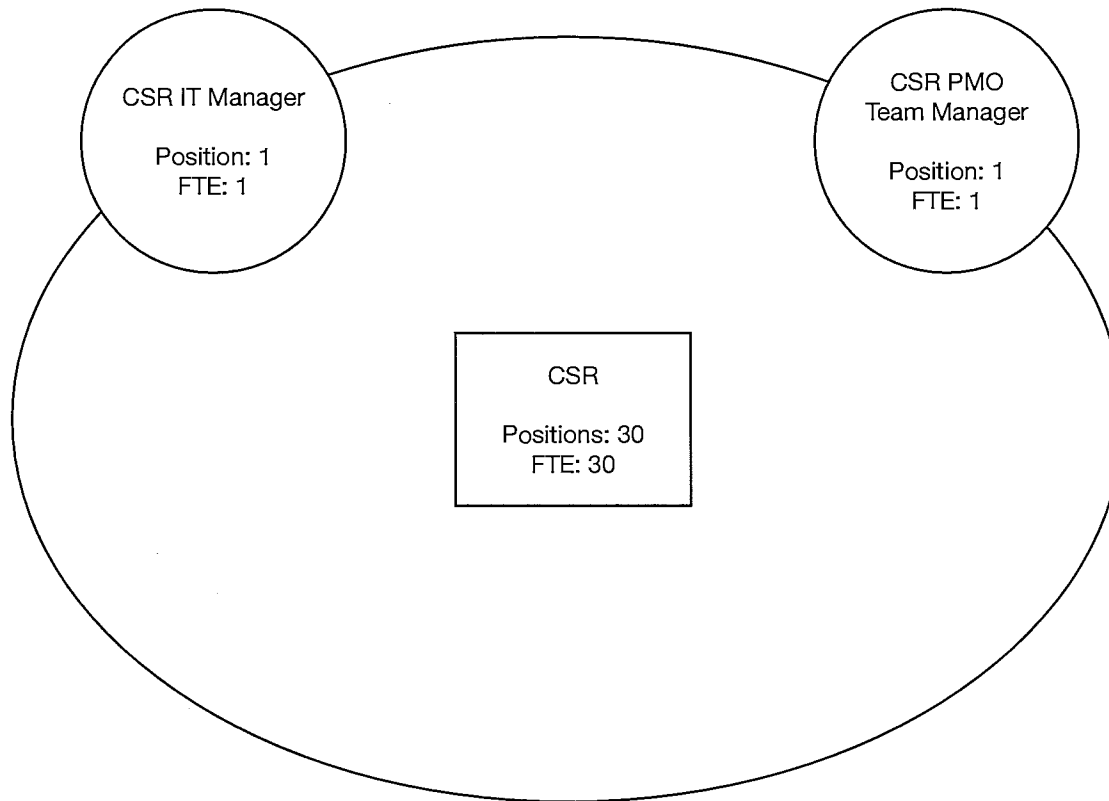 CSR IT Manager
Position: 1
FTE: 1
CSR PMO
Team Manager
Position: 1
FTE: 1
CSR
Positions: 30
FTE: 30